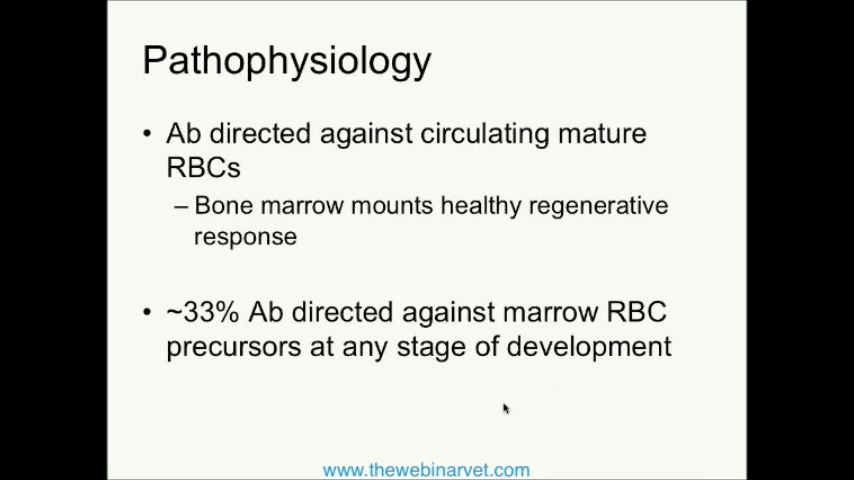 Pathophysiology
• Ab directed against circulating mature
RBCs
– Bone marrow mounts healthy regenerative
response
• ~33% Ab directed against marrow RBC
precursors at any stage of development
www.thewebinarvet.com